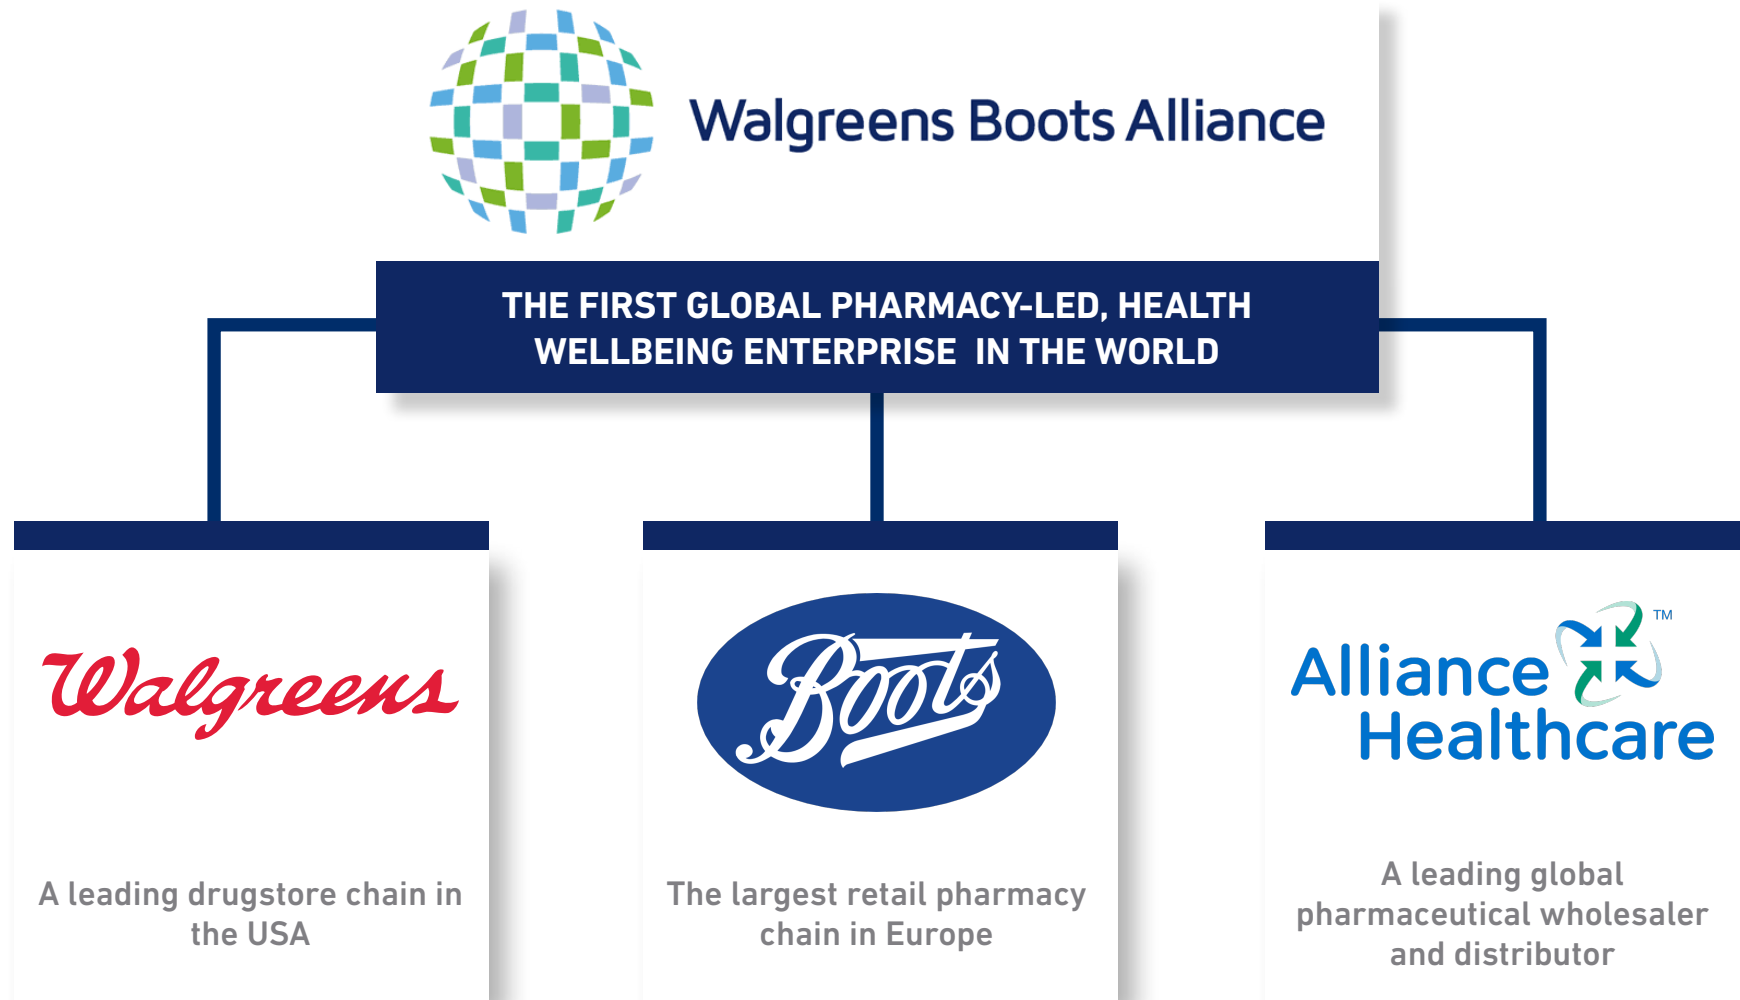 Walgreens Boots Alliance
THE FIRST GLOBAL PHARMACY-LED, HEALTH
WELLBEING ENTERPRISE IN THE WORLD
Walgreens
Boots
Alliance
Healthcare
TM
A leading drugstore chain in
the USA
The largest retail pharmacy
chain in Europe
A leading global
pharmaceutical wholesaler
and distributor